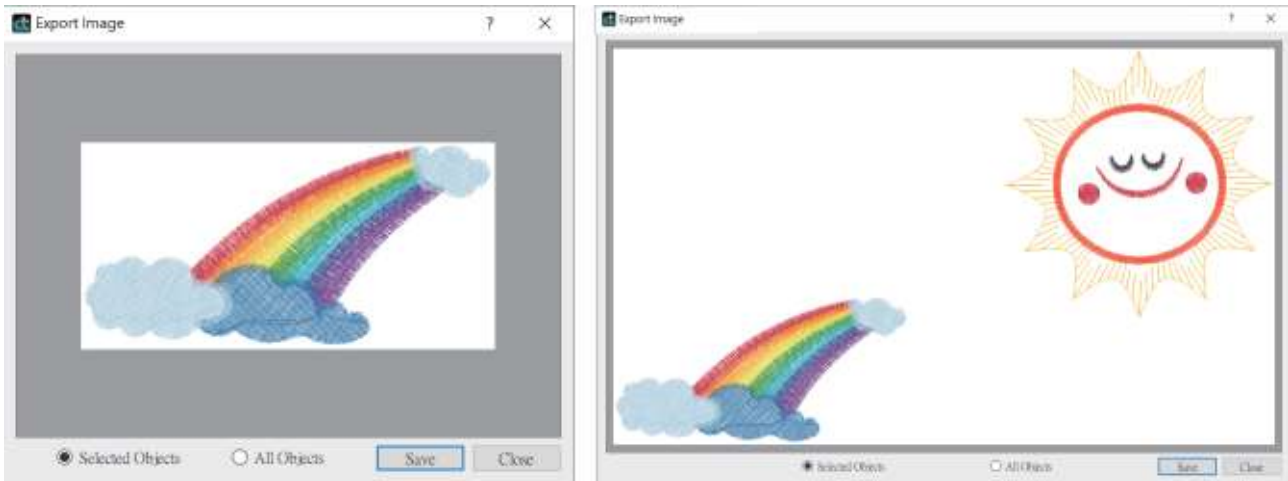 Export Image
Selected Objects
All Objects
Save
Close
Export Image
Selected Objects
All Objects
Save
Close